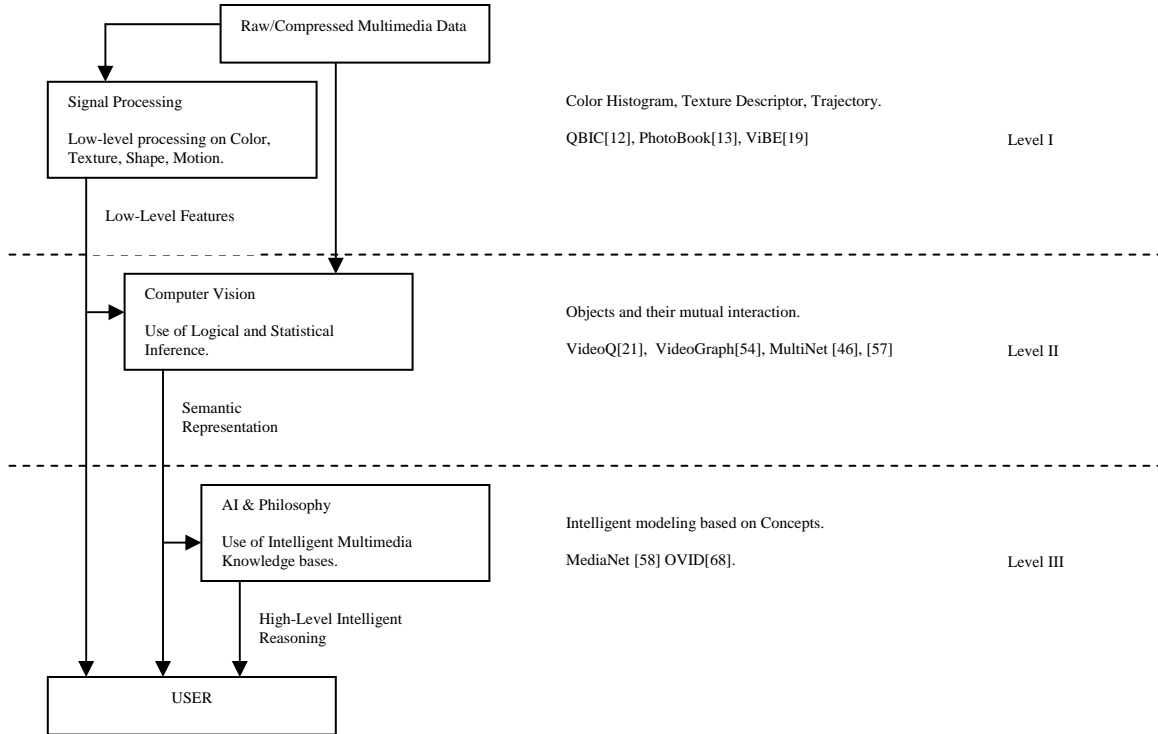 Raw/Compressed Multimedia Data
Signal Processing
Low-level processing on Color,
Texture, Shape, Motion.
Color Histogram, Texture Descriptor, Trajectory.
QBIC[12], PhotoBook[13], ViBE[19]
Level I
Low-Level Features
Computer Vision
Use of Logical and Statistical
Inference.
Objects and their mutual interaction.
VideoQ[21], VideoGraph[54], MultiNet [46], [57]
Level II
Semantic
Representation
AI & Philosophy
Use of Intelligent Multimedia
Knowledge bases.
Intelligent modeling based on Concepts.
MediaNet [58] OVID[68].
Level III
High-Level Intelligent
Reasoning
USER